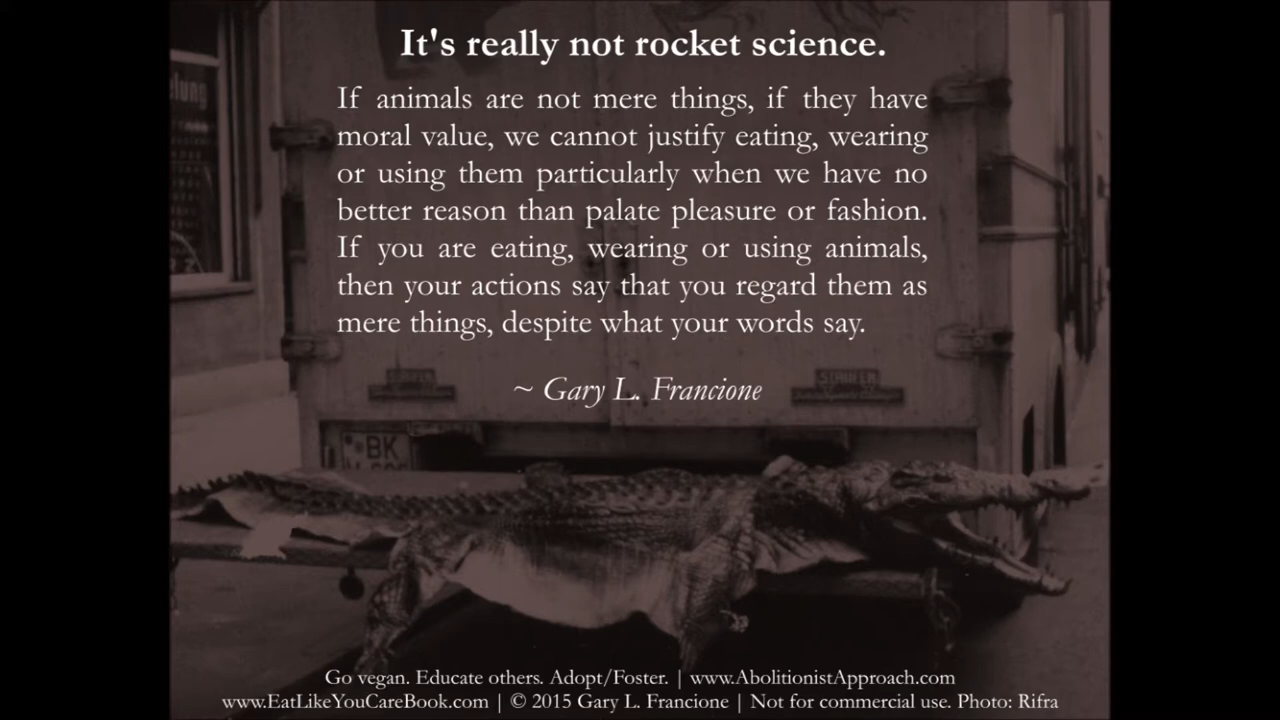 It's really not rocket science.
If animals are not mere things, if they have
moral value, we cannot justify eating, wearing
or using them particularly when we have no
better reason than palate pleasure or fashion.
If you are eating, wearing or using animals,
then your actions say that you regard them as
mere things, despite what your words say.
~ Gary L. Francione
BK
Go vegan. Educate others. Adopt/Foster. | www.AbolitionistApproach.com
www.EatLikeYouCareBook.com | © 2015 Gary L. Francione | Not for commercial use. Photo: Rifra